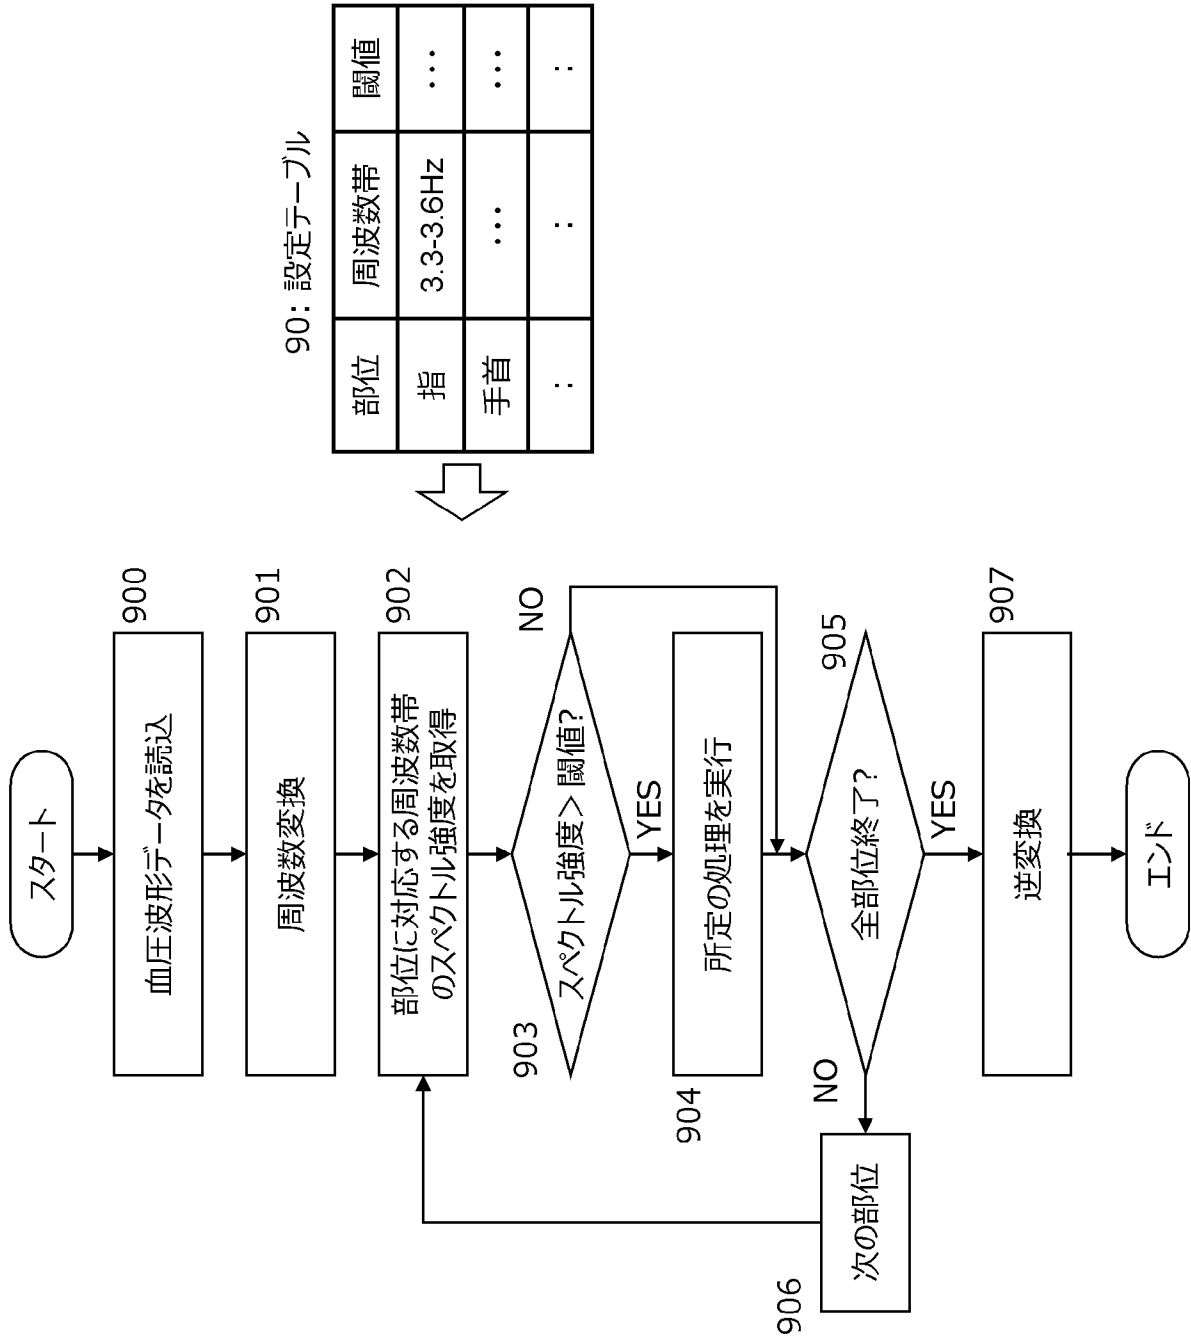 スタート
900
血圧波形データを読込
901
周波数変換
902
部位に対応する周波数帯
のスペクトル強度を取得
903
スペクトル強度＞閾値?
NO
YES
904
所定の処理を実行
905
全部位終了?
NO
YES
906
次の部位
907
逆変換
エンド
90: 設定テーブル
部位 周波数帯 閾値
指 3.3-3.6Hz …
手首 … …
: : :